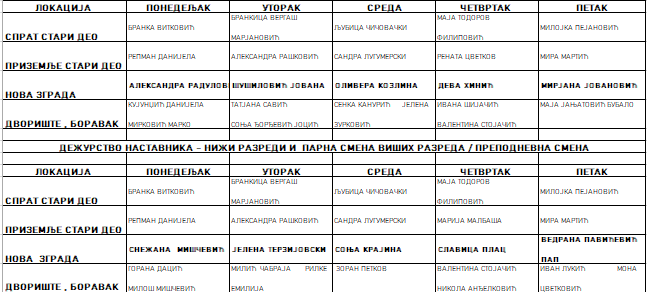 ЛОКАЦИЈА ПОНЕДЕЉАК УТОРАК СРЕДА ЧЕТВРТАК ПЕТАК
СПРАТ СТАРИ ДЕО БРАНКА ВИТКОВИЋ БРАНКИЦА ВЕРГАШ МАРЈАНОВИЋ ЉУБИЦА ЧИЧОВАЧКИ МАЈА ТОДОРОВ ФИЛИПОВИЋ МИЛОЈКА ПЕЈАНОВИЋ
ПРИЗЕМЉЕ СТАРИ ДЕО РЕПМАН ДАНИЈЕЛА АЛЕКСАНДРА РАШКОВИЋ САНДРА ЛУГУМЕРСКИ РЕНАТА ЦВЕТКОВ МИРА МАРТИЋ
НОВА ЗГРАДА АЛЕКСАНДРА РАДУЛОВ ШУШИЛОВИЋ ЈОВАНА ОЛИВЕРА КОЗЛИНА ДЕВА ХИНИЋ МИРЈАНА ЈОВАНОВИЋ
ДВОРИШТЕ , БОРАВАК КУЈУНЏИЋ ДАНИЈЕЛА МИРКОВИЋ МАРКО ТАТЈАНА САВИЋ СОЊА ЂОРЂЕВИЋ ЈОЦИЋ СЕНКА КАНУРИЋ ЈЕЛЕНА ЗУРКОВИЋ ИВАНА ШИЈАЧИЋ ВАЛЕНТИНА СТОЈАЧИЋ МАЈА ЈАЊАТОВИЋ БУБАЛО
ДЕЖУРСТВО НАСТАВНИКА – НИЖИ РАЗРЕДИ И ПАРНА СМЕНА ВИШИХ РАЗРЕДА / ПРЕПОДНЕВНА СМЕНА
ЛОКАЦИЈА ПОНЕДЕЉАК УТОРАК СРЕДА ЧЕТВРТАК ПЕТАК
СПРАТ СТАРИ ДЕО БРАНКА ВИТКОВИЋ БРАНКИЦА ВЕРГАШ МАРЈАНОВИЋ ЉУБИЦА ЧИЧОВАЧКИ МАЈА ТОДОРОВ ФИЛИПОВИЋ МИЛОЈКА ПЕЈАНОВИЋ
ПРИЗЕМЉЕ СТАРИ ДЕО РЕПМАН ДАНИЈЕЛА АЛЕКСАНДРА РАШКОВИЋ САНДРА ЛУГУМЕРСКИ МАРИЈА МАЛБАША МИРА МАРТИЋ
НОВА ЗГРАДА СНЕЖАНА МИШЧЕВИЋ ЈЕЛЕНА ТЕРЗИЈОВСКИ СОЊА КРАЈИНА СЛАВИЦА ПЛАЦ ВЕДРАНА ПАВИЋЕВИЋ ПАП
ДВОРИШТЕ , БОРАВАК ГОРАНА ДАЦИЋ МИЛОШ МИШЧЕВИЋ МИЛИЋ ЧАБРАЈА РИЛКЕ ЕМИЛИЈА ЗОРАН ПЕТКОВ ВАЛЕНТИНА СТОЈАЧИЋ НИКОЛА АНЂЕЛКОВИЋ ИВАН ЛУКИЋ МОНА ЦВЕТКОВИЋ